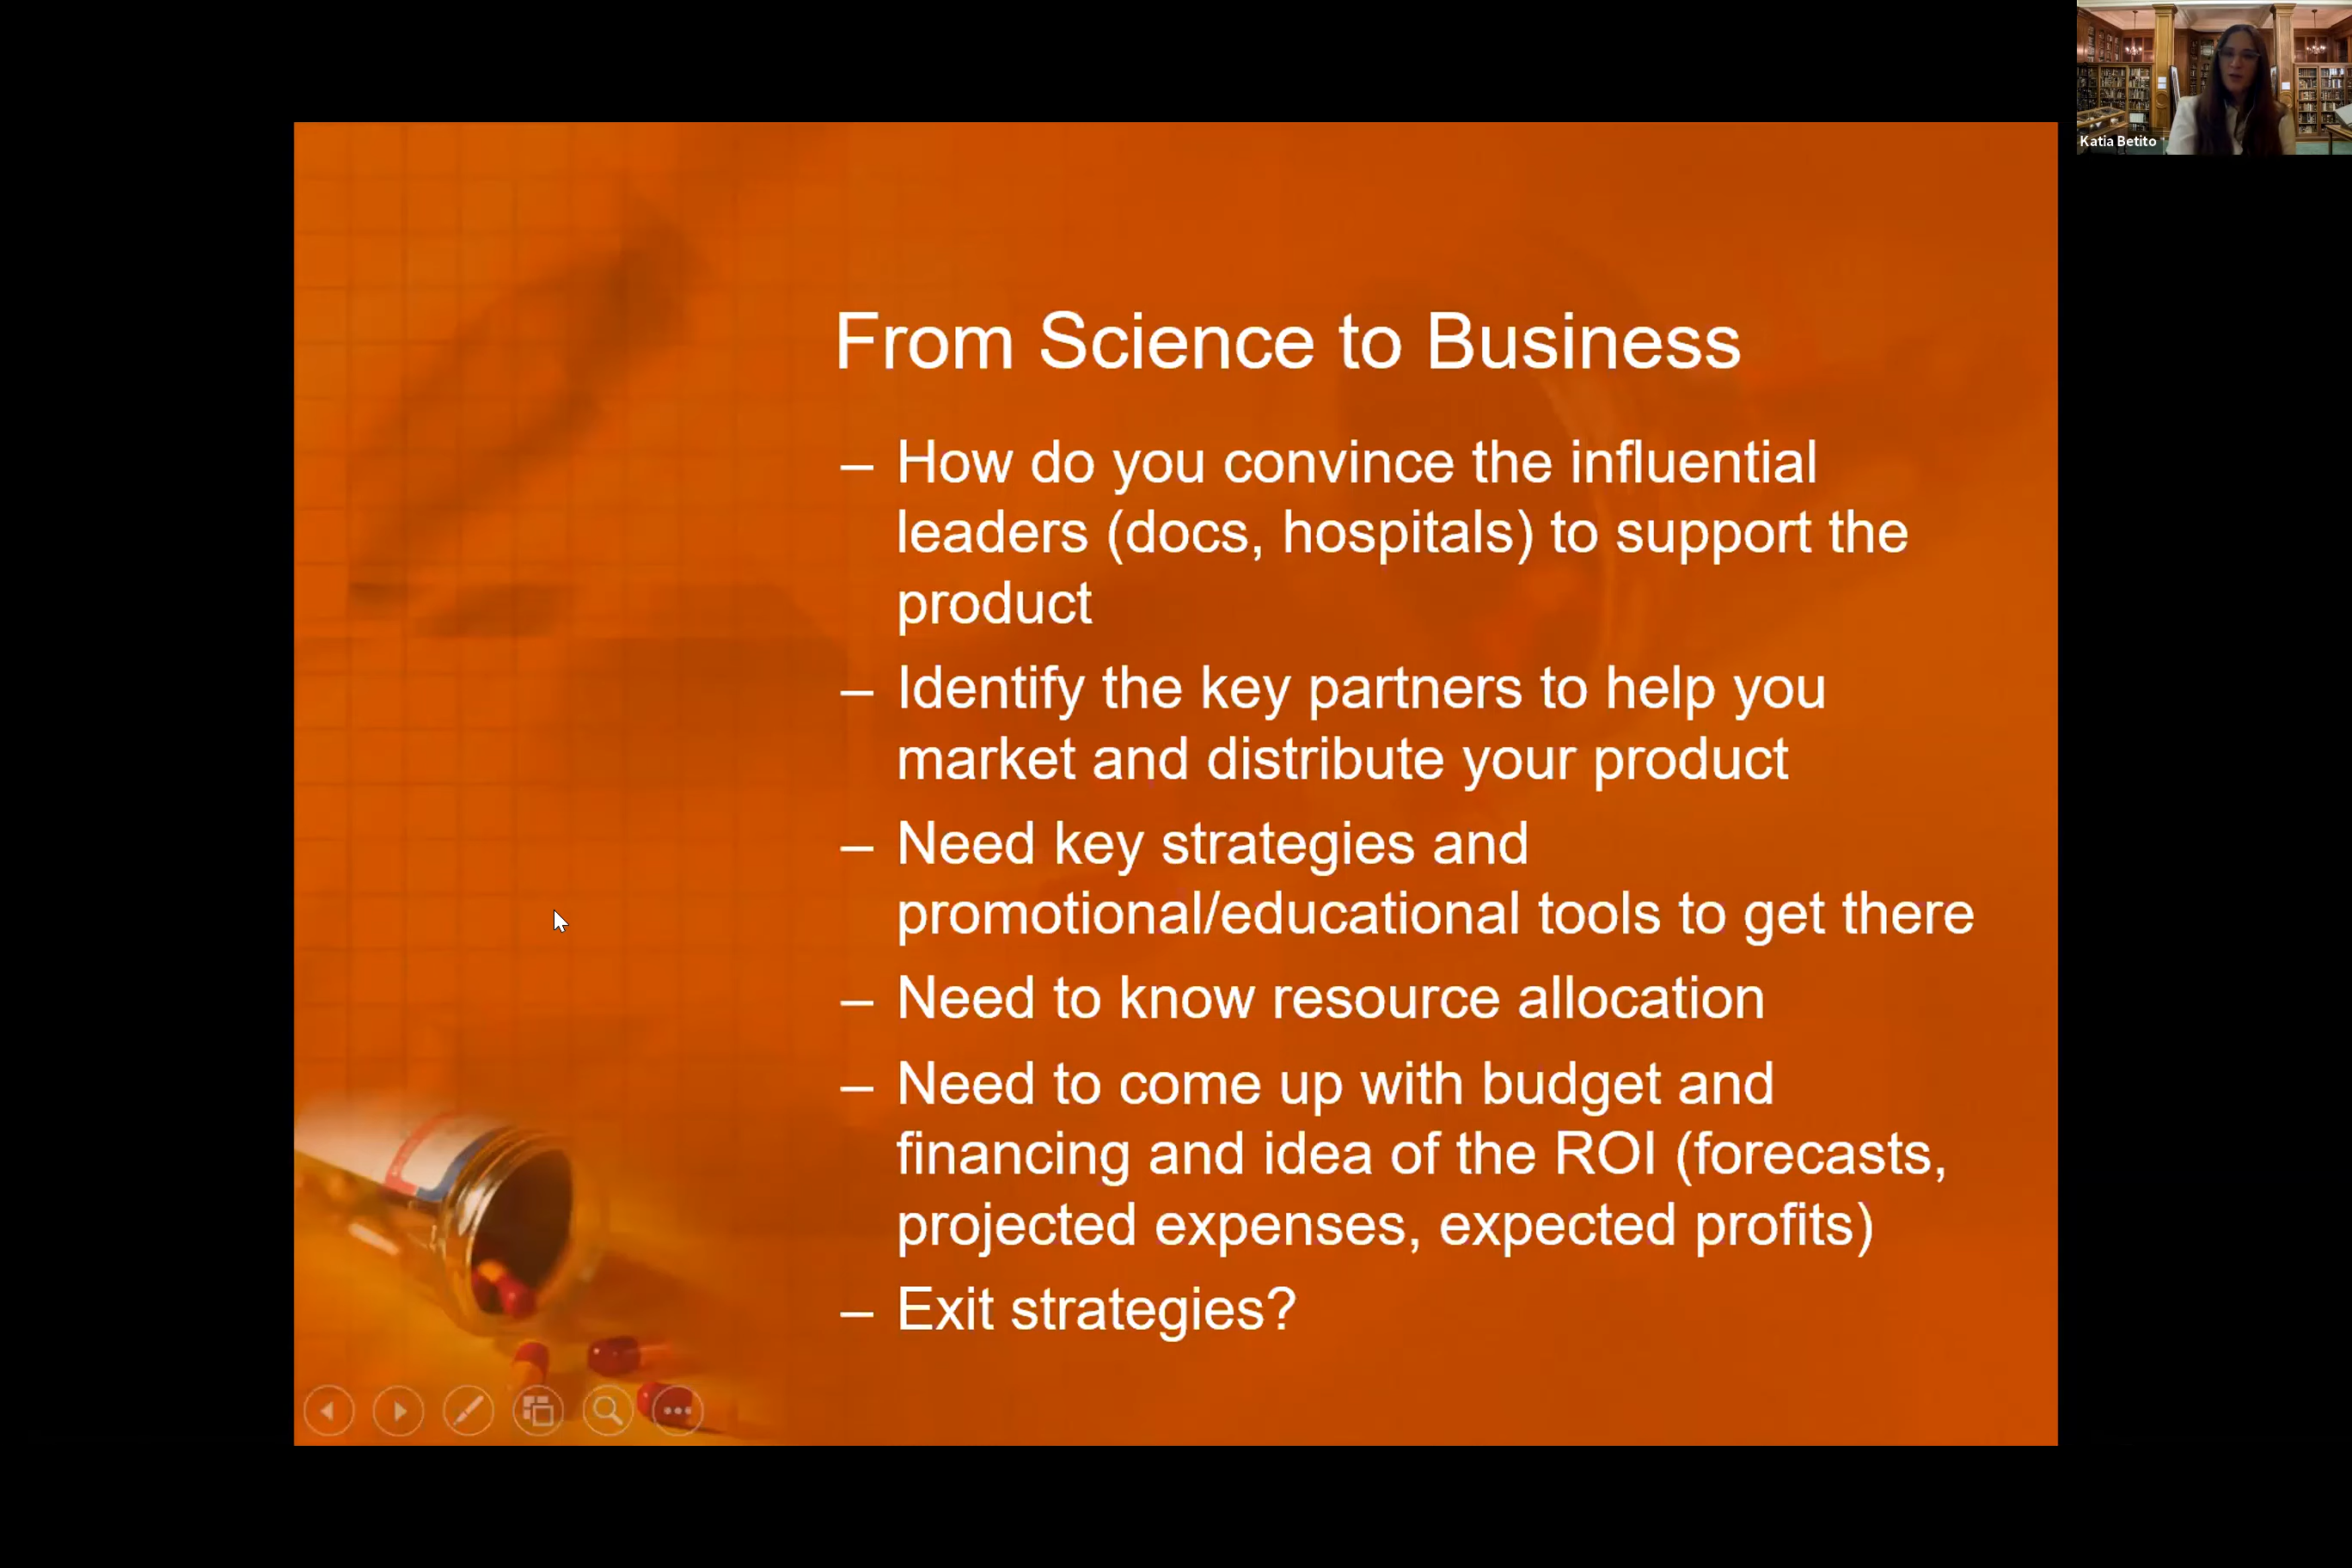 Katia Betito
From Science to Business
– How do you convince the influential
leaders (docs, hospitals) to support the
product
– Identify the key partners to help you
market and distribute your product
– Need key strategies and
promotional/educational tools to get there
– Need to know resource allocation
– Need to come up with budget and
financing and idea of the ROI (forecasts,
projected expenses, expected profits)
– Exit strategies?